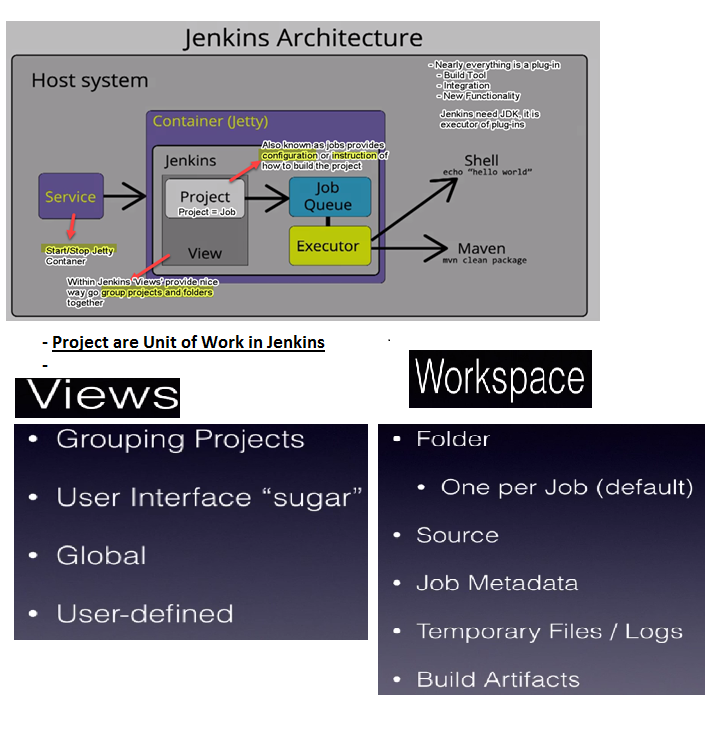 Jenkins Architecture
Host system
- Nearly everything is a plug-in
- Build Tool
- Integration
- New Functionality
Jenkins need JDK, it is
executor of plug-ins
Container (Jetty)
Also known as jobs provides
configuration or instruction of
how to build the project
Jenkins
Service
Project
Project = Job
Job
Queue
Shell
echo "hello world"
Start/Stop Jetty
Contaner
View
Executor
Maven
mvn clean package
Within Jenkins 'Views' provide nice
way go group projects and folders
together
- Project are Unit of Work in Jenkins
.
-
Views
• Grouping Projects
• User Interface “sugar”
• Global
• User-defined
Workspace
• Folder
• One per Job (default)
• Source
• Job Metadata
• Temporary Files / Logs
• Build Artifacts